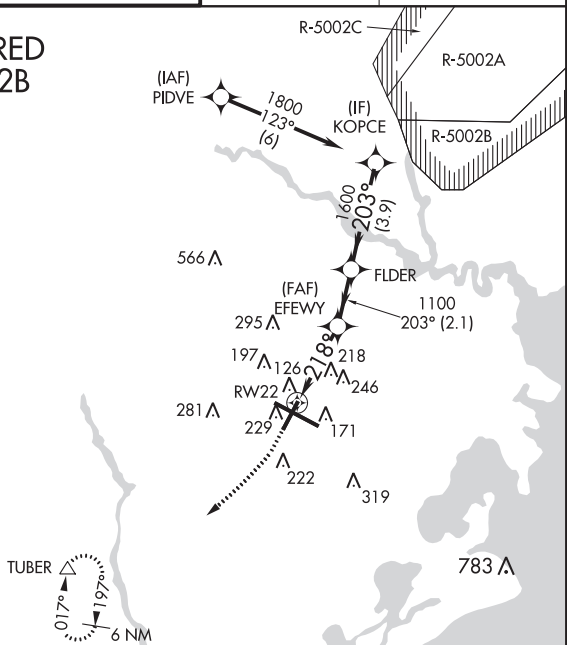 RED
2B
R-5002C
R-5002A
R-5002B
(IAF)
PIDVE
1800
123°
(6)
(IF)
KOPCE
1600
203°
(3.9)
566
FLDER
(FAF)
EFEWY
1100
203° (2.1)
295
218°
218
197
126
246
RW22
281
229
171
222
319
783
TUBER
017°
197°
6 NM